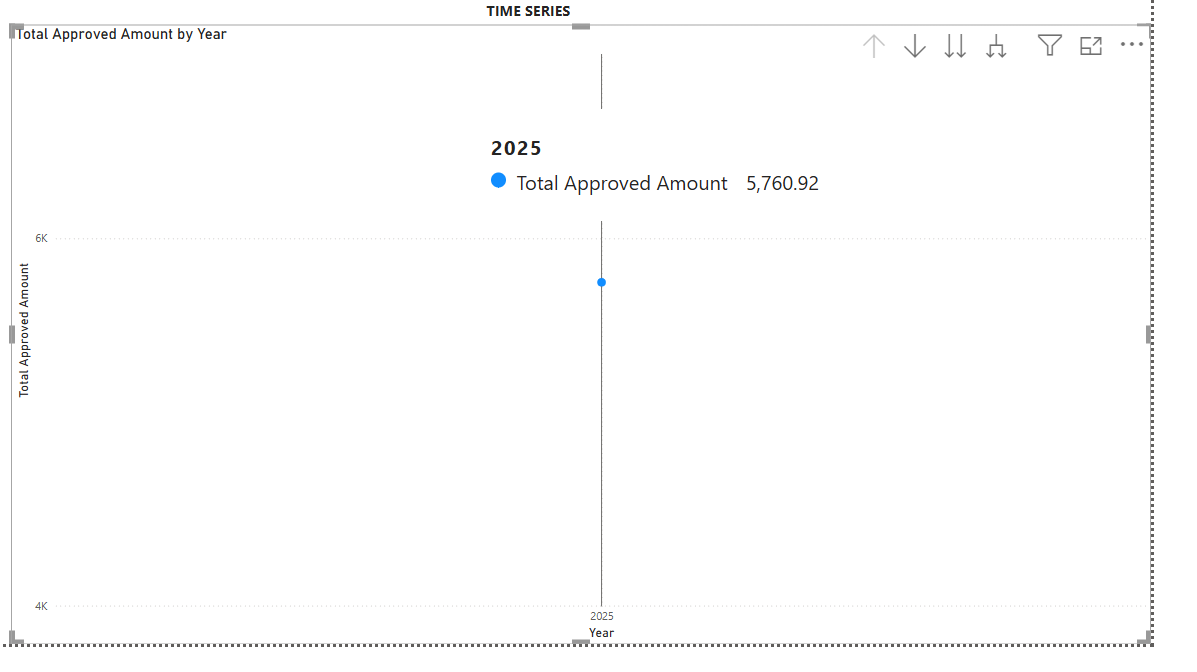 TIME SERIES
Total Approved Amount by Year
2025
Total Approved Amount 5,760.92
6K
Total Approved Amount
4K
2025
Year